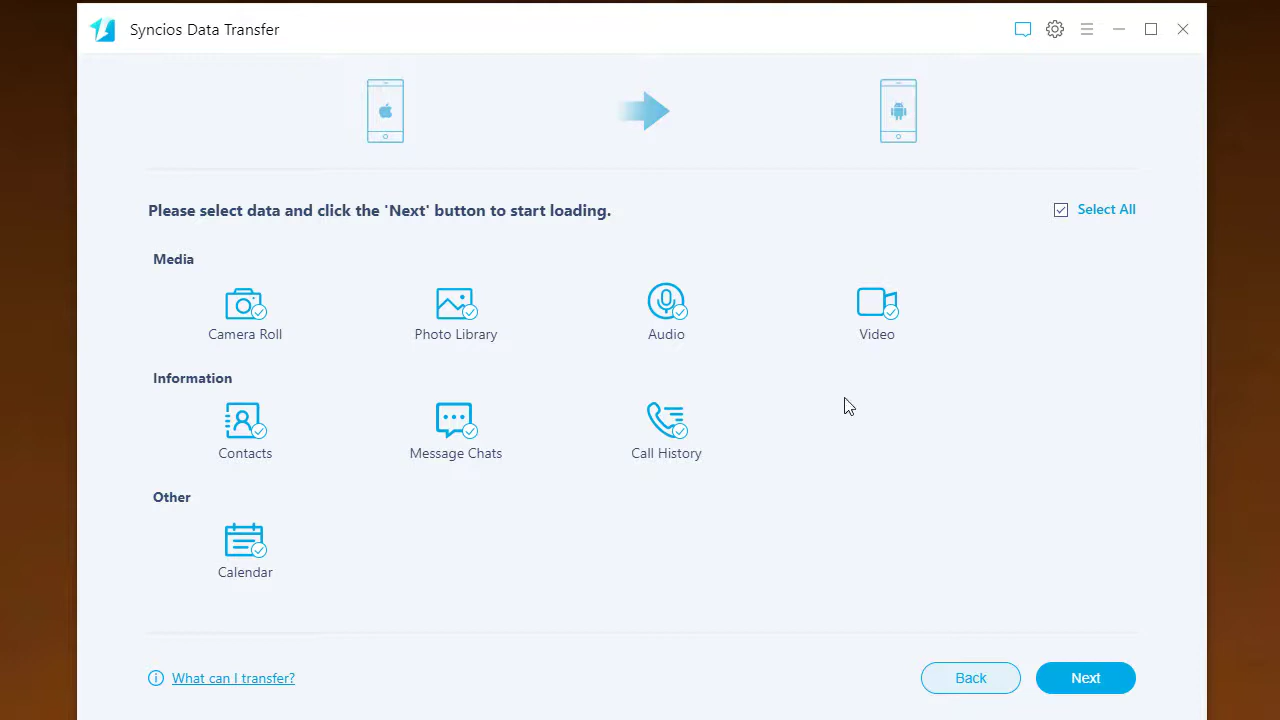 Syncios Data Transfer
Please select data and click the 'Next' button to start loading.
Select All
Media
Camera Roll
Photo Library
Audio
Video
Information
Contacts
Message Chats
Call History
Other
Calendar
What can I transfer?
Back
Next